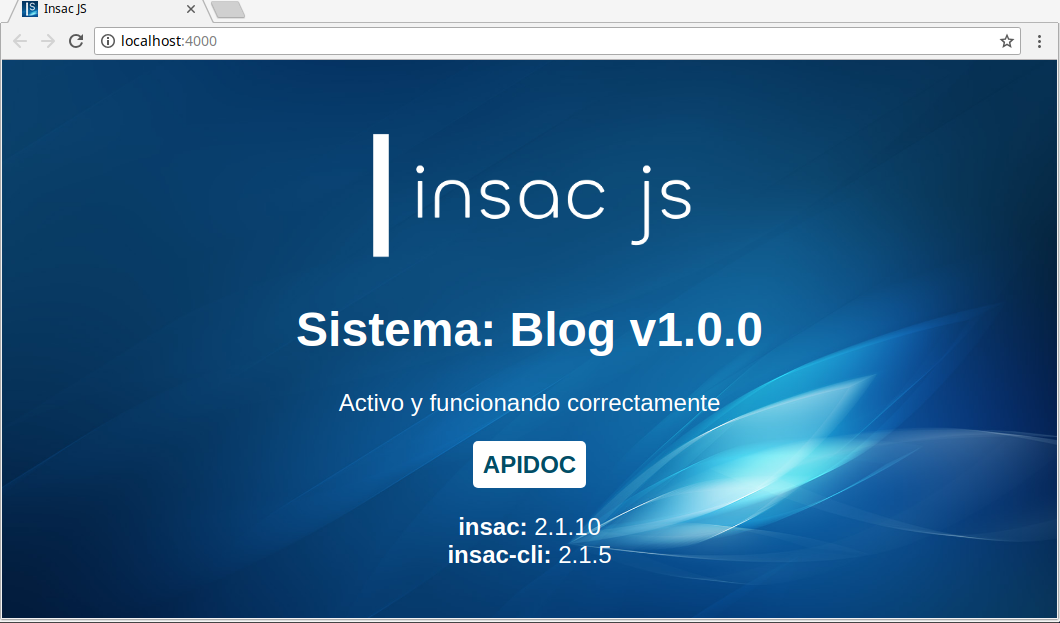 Insac JS
localhost:4000
insac js
Sistema: Blog v1.0.0
Activo y funcionando correctamente
APIDOC
insac: 2.1.10
insac-cli: 2.1.5